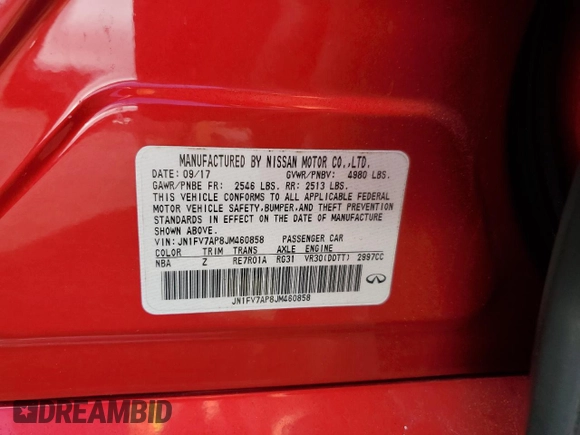 MANUFACTURED BY NISSAN MOTOR CO.,LTD.
DATE: 09/17 GVWR/PNBV: 4980 LBS.
GAWR/PNBE FR: 2546 LBS. RR: 2513 LBS.
THIS VEHICLE CONFORMS TO ALL APPLICABLE FEDERAL
MOTOR VEHICLE SAFETY,BUMPER,AND THEFT PREVENTION
STANDARDS IN EFFECT ON THE DATE OF MANUFACTURE
SHOWN ABOVE.
VIN: JN1FV7AP8JM460858 PASSENGER CAR
COLOR TRIM TRANS AXLE ENGINE
NBA Z RE7R01A RG31 VR30(DDTT) 2997CC
JN1FV7AP8JM460858
DREAMBID